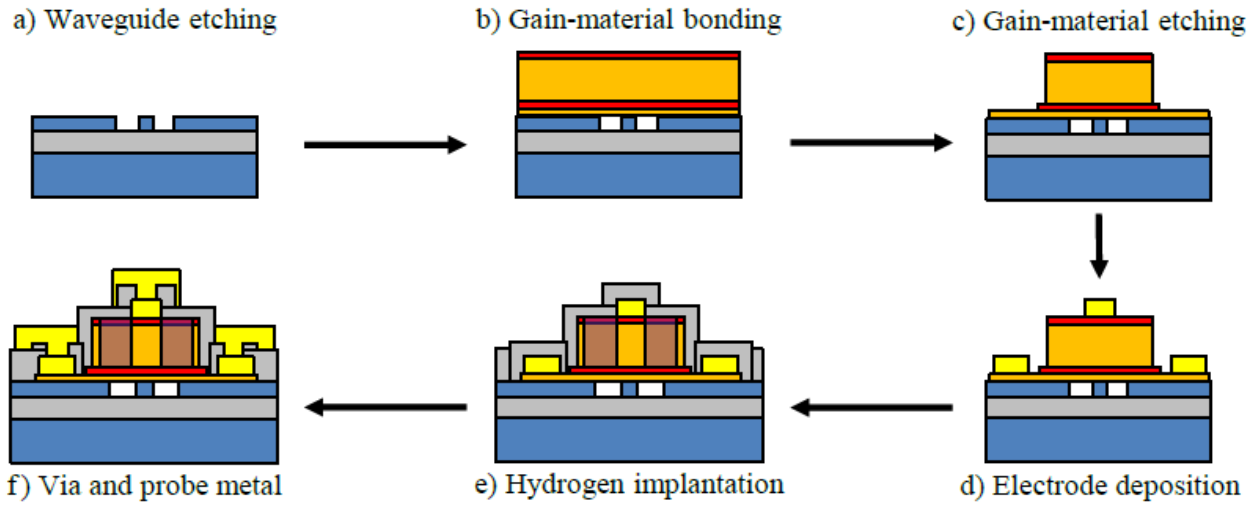 a) Waveguide etching
b) Gain-material bonding
c) Gain-material etching
f) Via and probe metal
e) Hydrogen implantation
d) Electrode deposition